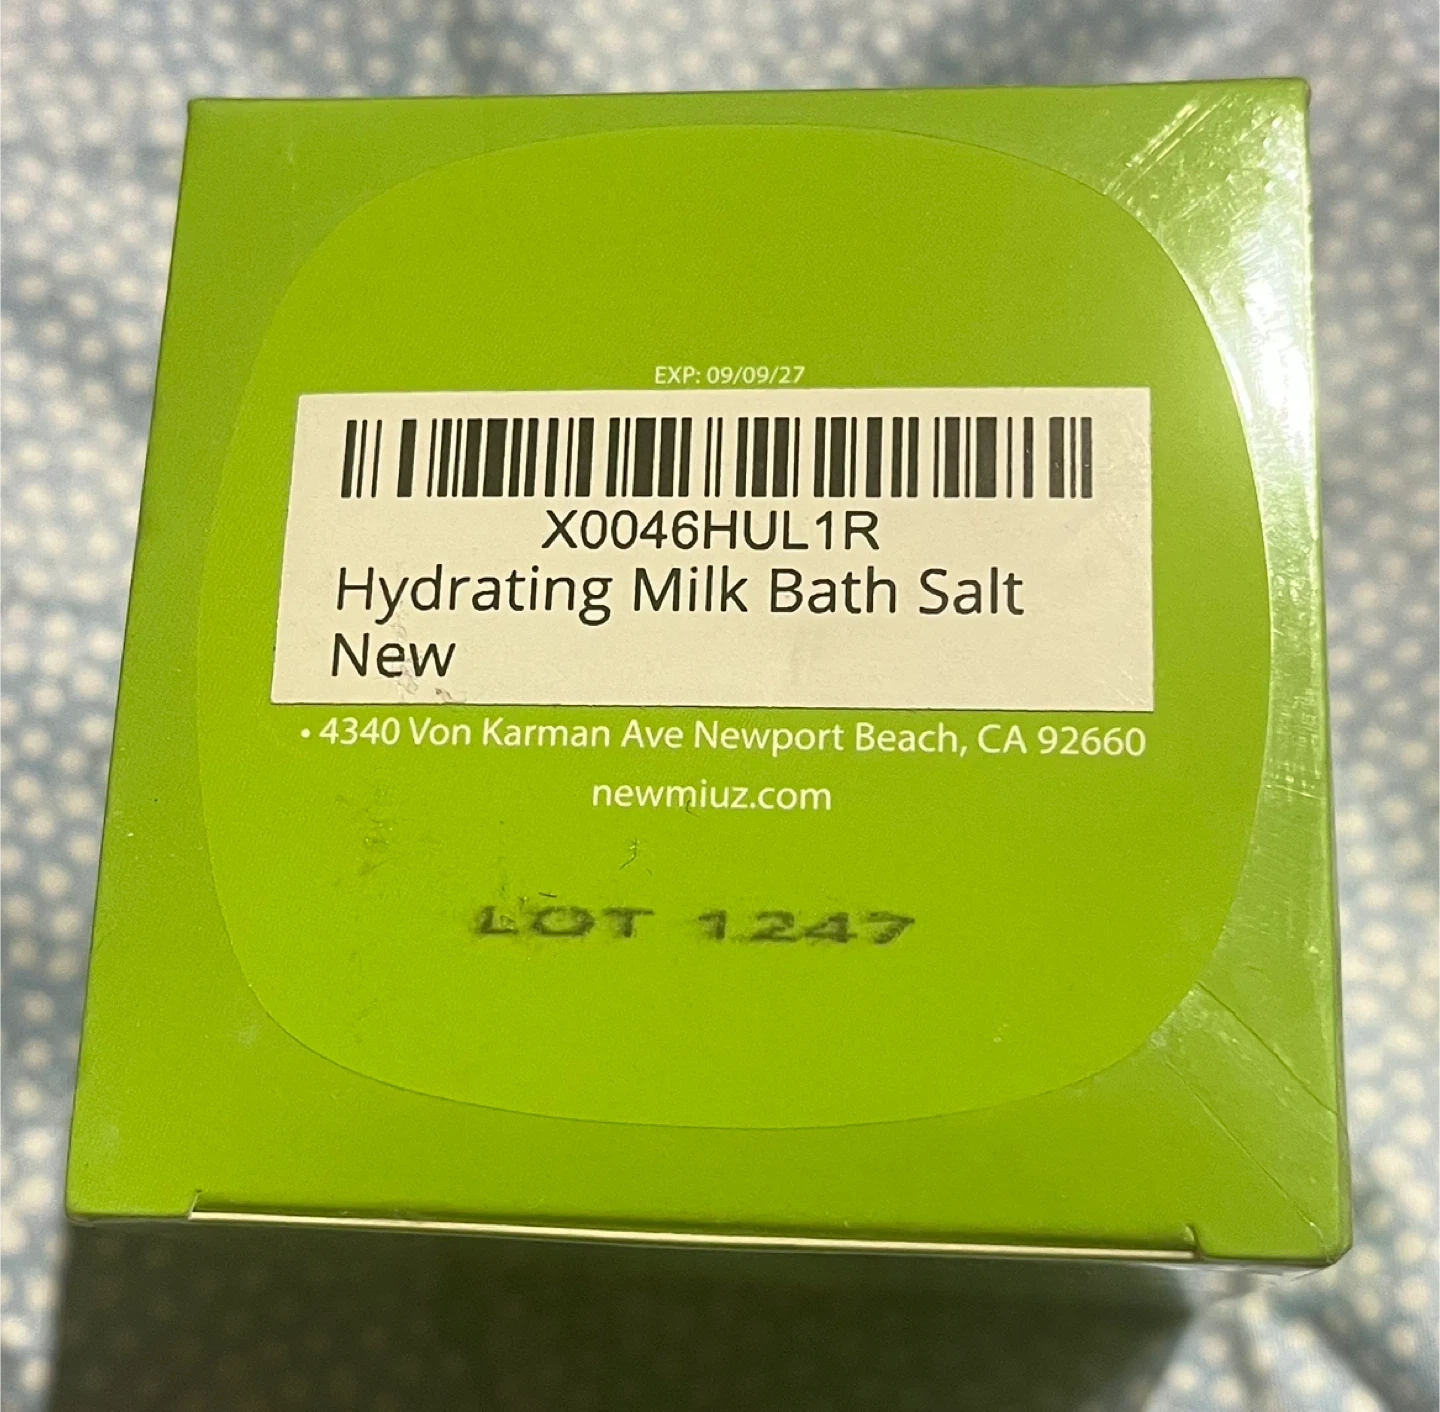 EXP: 09/09/27
X0046HUL1R
Hydrating Milk Bath Salt
New
• 4340 Von Karman Ave Newport Beach, CA 92660
newmiuz.com
LOT 1247